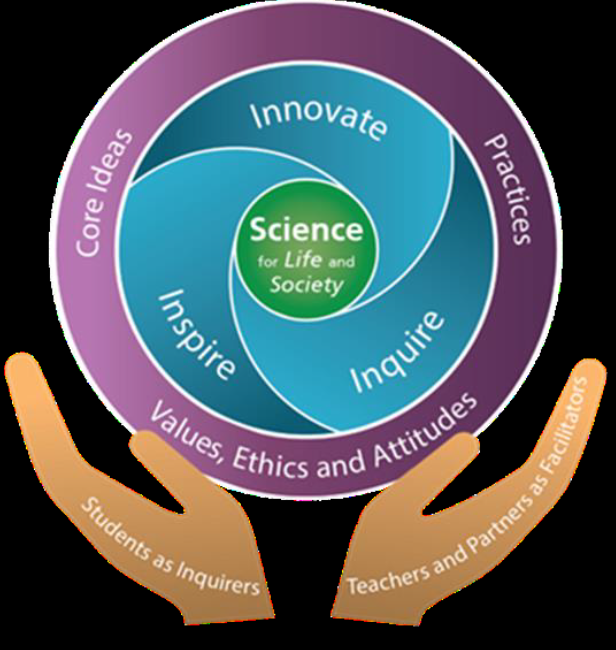 Innovate
Core Ideas
Practices
Science
for Life and
Society
Inspire
Inquire
Values, Ethics and Attitudes
Students as Inquirers
Teachers and Partners as Facilitators